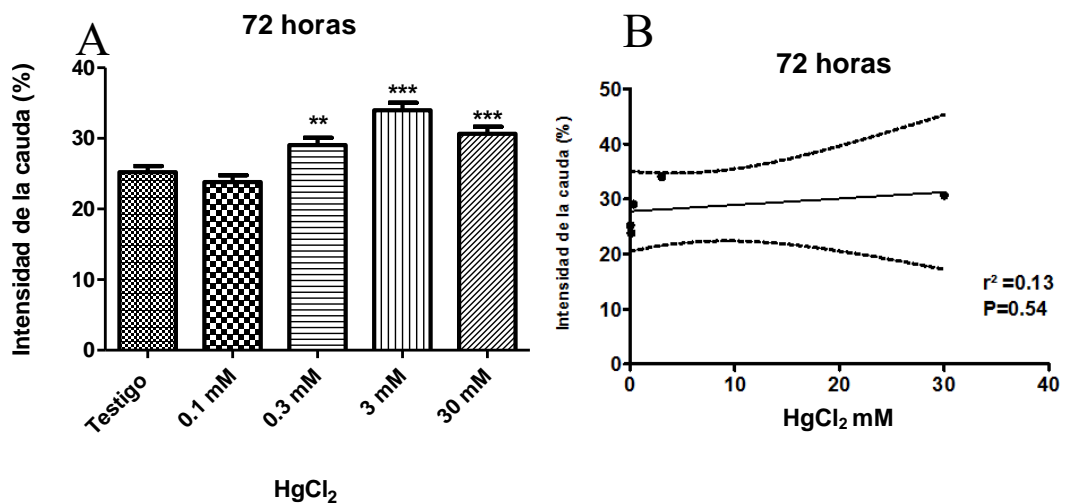 A
72 horas
Intensidad de la cauda (%)
40
30
20
10
0
**
***
***
Testigo
0.1 mM
0.3 mM
3 mM
30 mM
HgCl₂
B
72 horas
Intensidad de la cauda (%)
50
40
30
20
10
0
r² =0.13
P=0.54
0
10
20
30
40
HgCl₂ mM